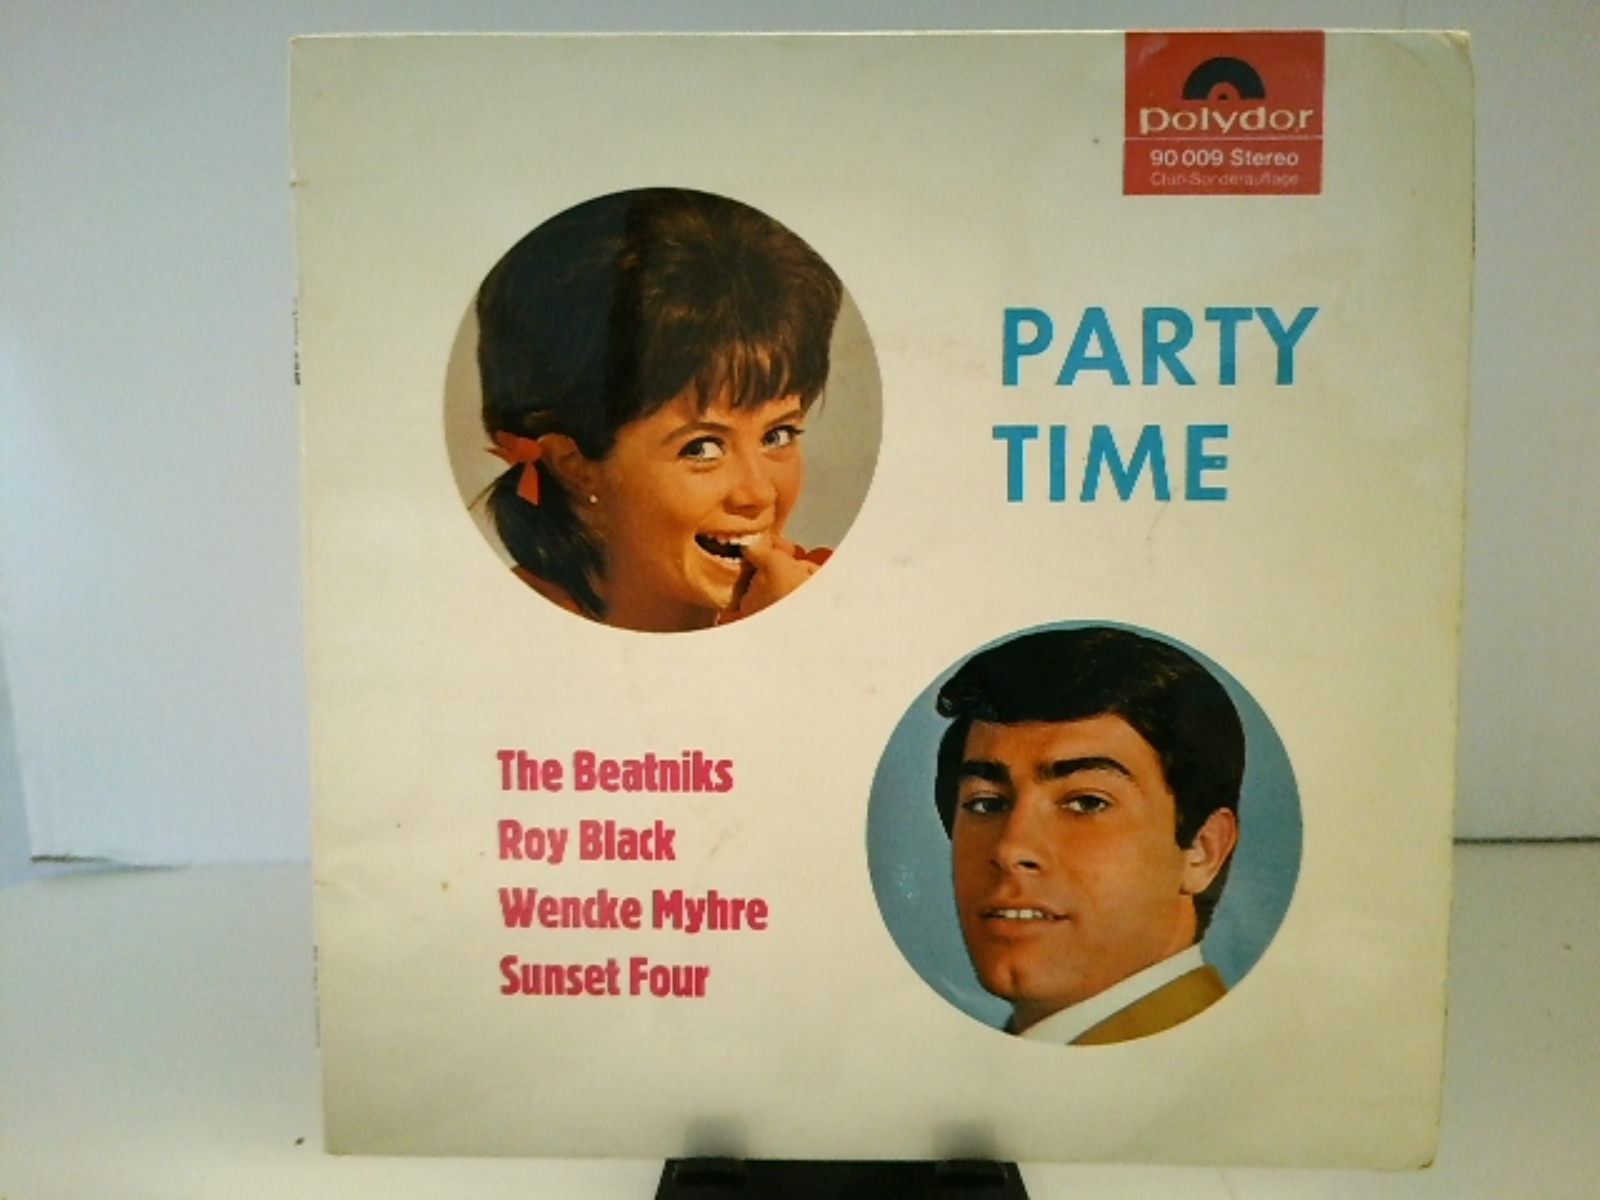 polydor
90 009 Stereo
Club-Sonderauflage
PARTY
TIME
The Beatniks
Roy Black
Wencke Myhre
Sunset Four